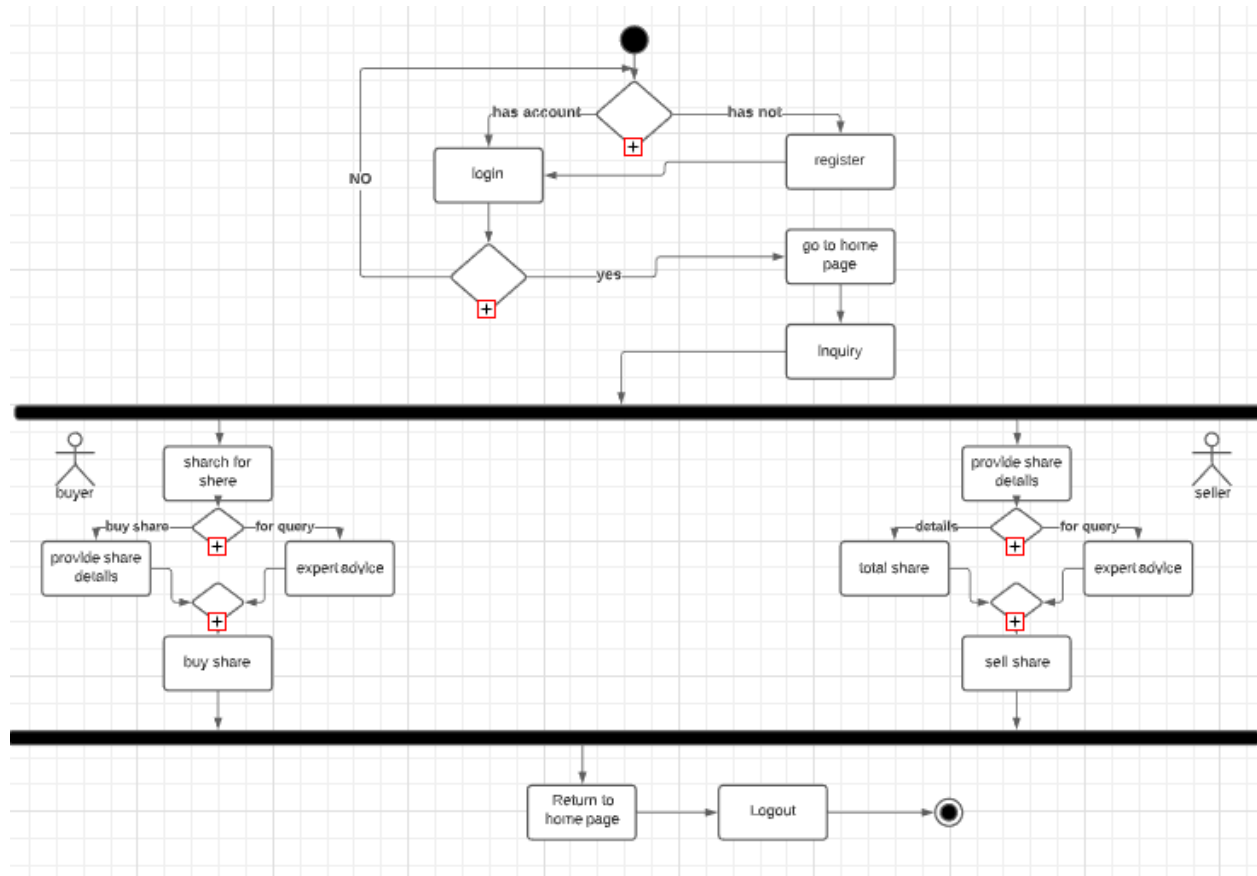 has account
has not
register
login
NO
go to home
page
yes
Inquiry
sharch for
shere
provide share
details
buyer
seller
buy share
for query
details
for query
provide share
details
expert advice
total share
expert advice
buy share
sell share
Return to
home page
Logout